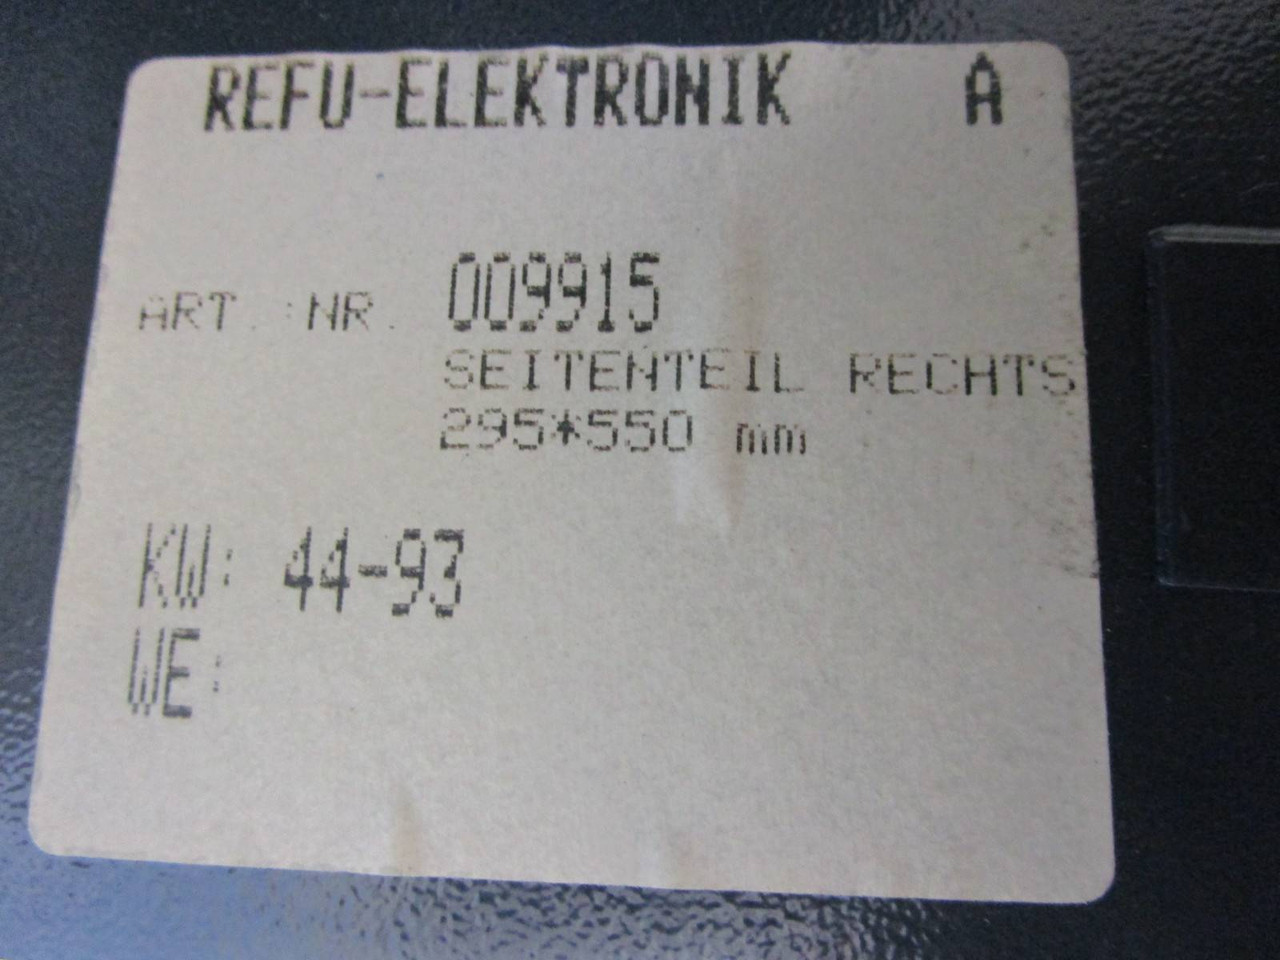 REFU-ELEKTRONIK A
ART. NR. 009915
SEITENTEIL RECHTS
295*550 mm
KW: 44-93
WE: